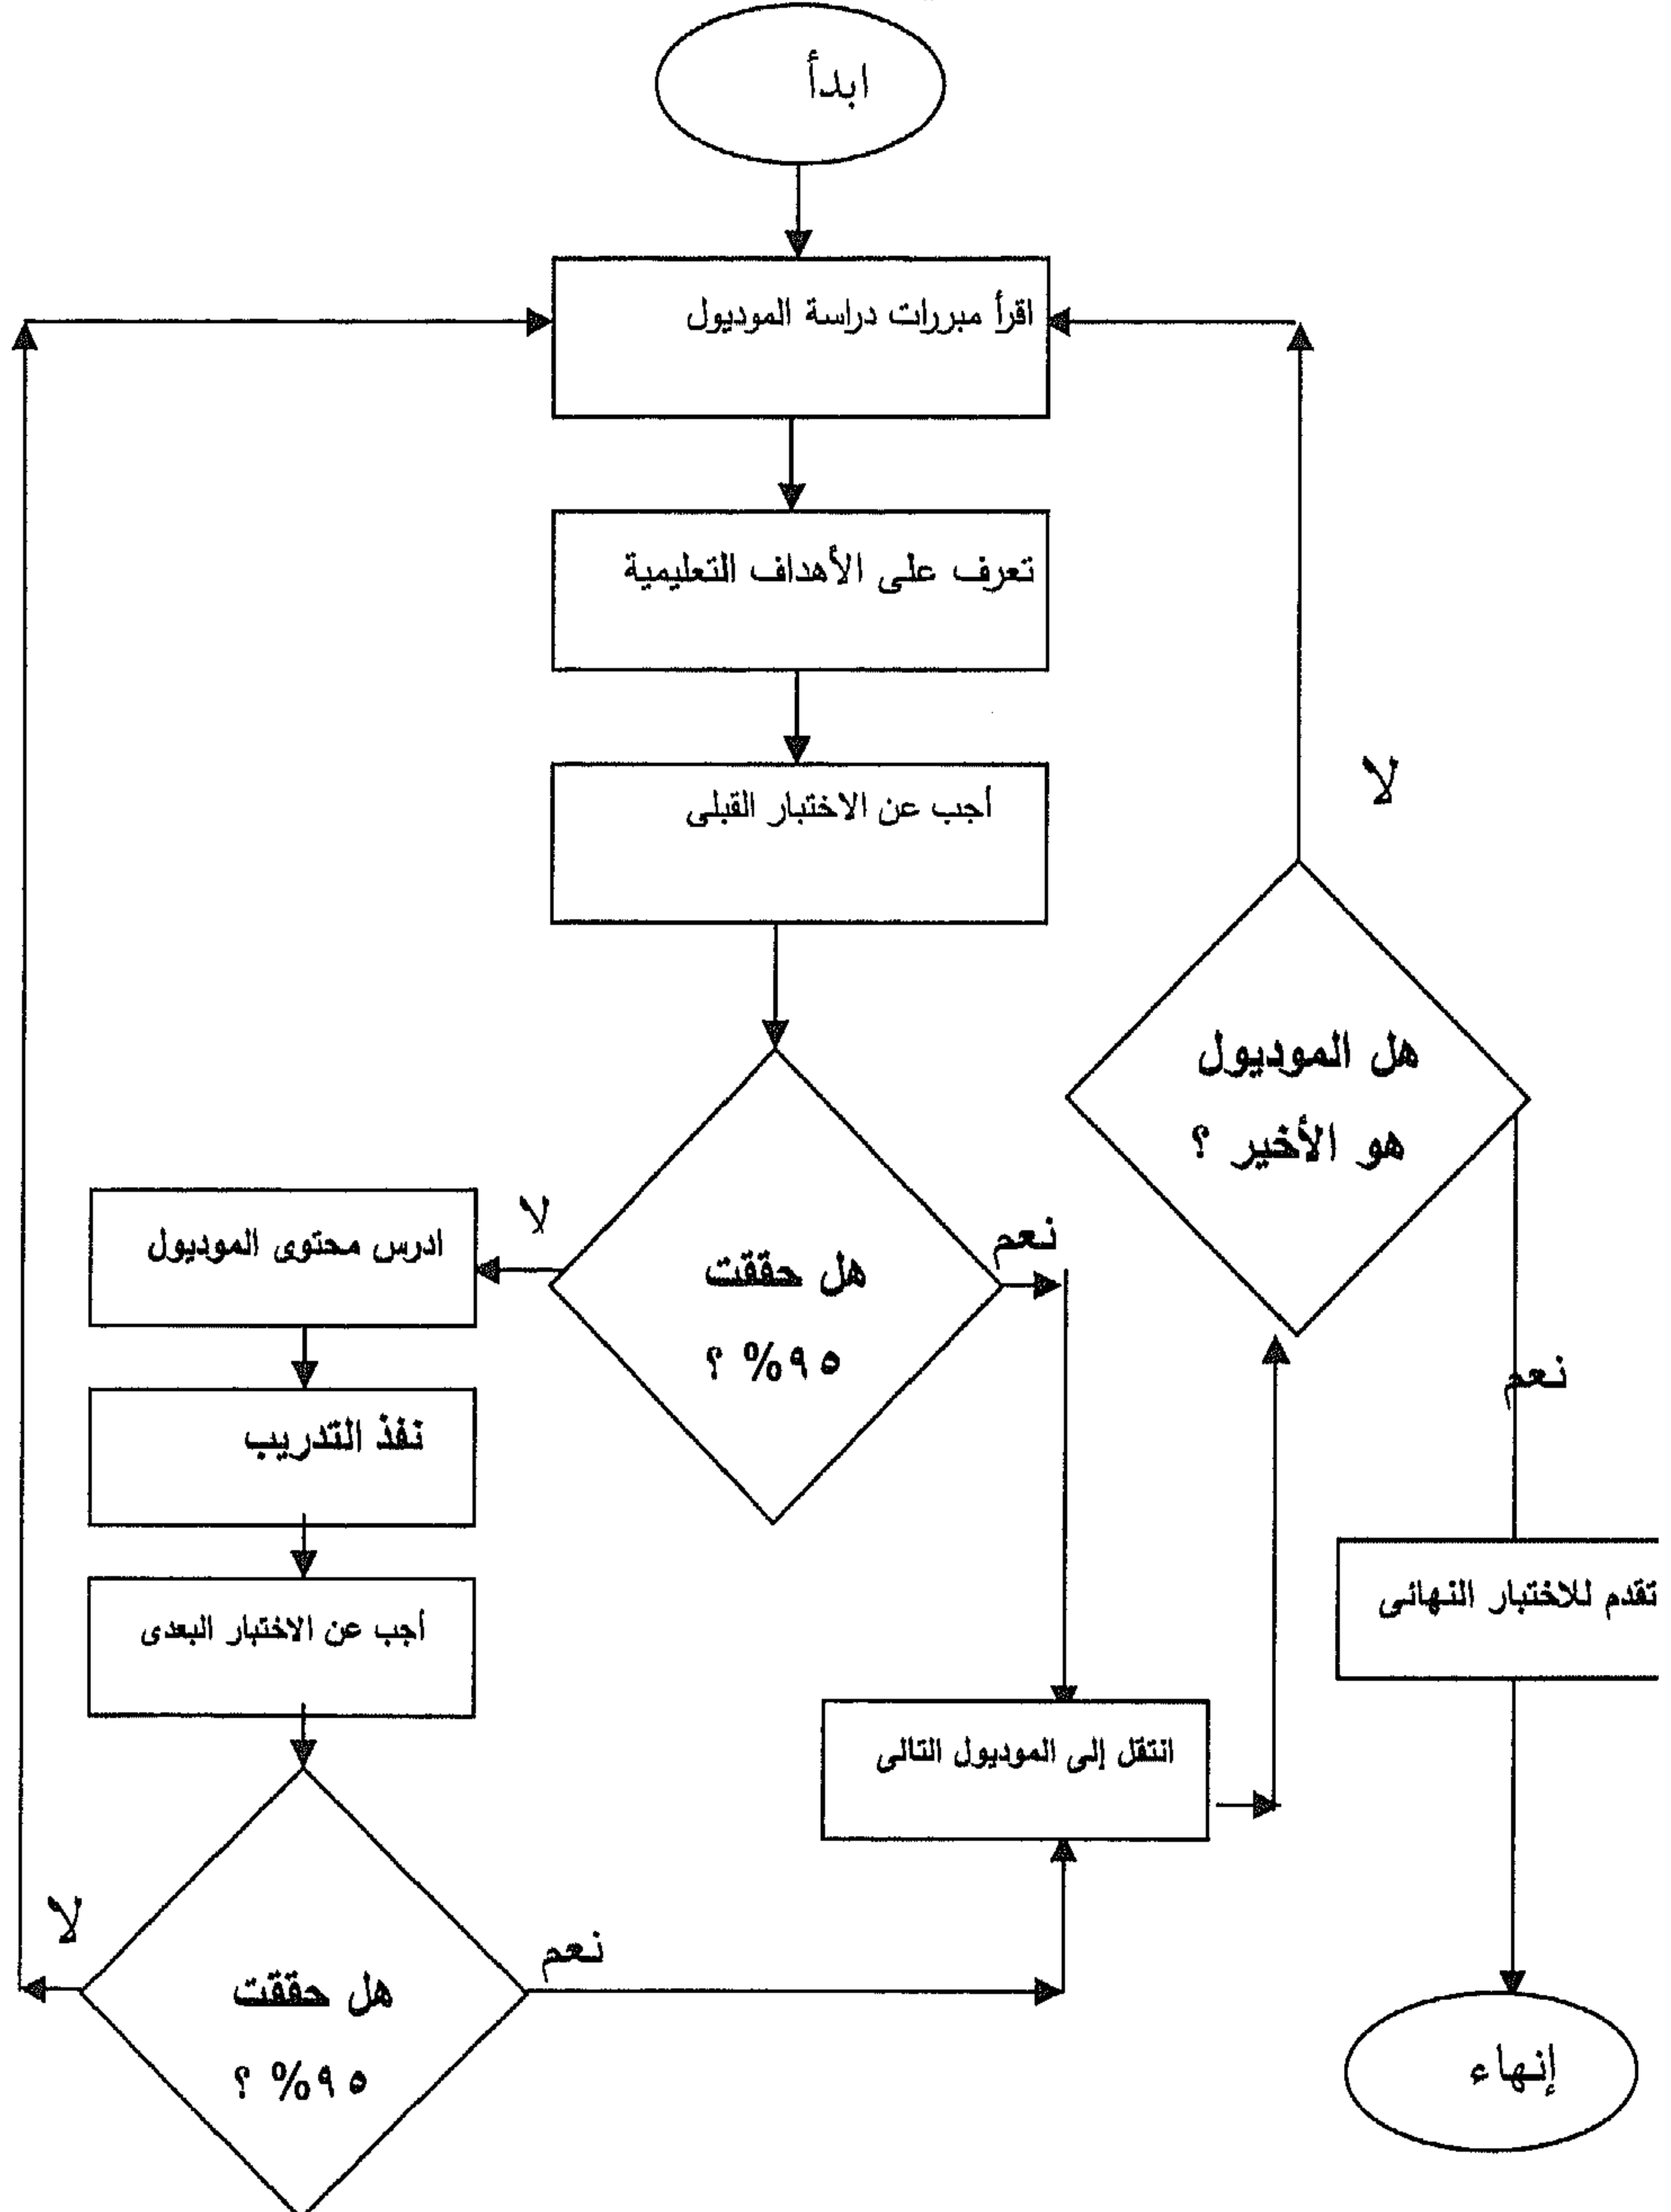 ابدأ
اقرأ مبررات دراسة الموديول
تعرف على الأهداف التعليمية
أجب عن الاختبار القبلى
لا
هل الموديول
هو الأخير ؟
نعم
هل حققت
٩٥% ؟
نعم
لا
ادرس محتوى الموديول
نفذ التدريب
أجب عن الاختبار البعدى
تقدم للاختبار النهائى
انتقل إلى الموديول التالى
لا
هل حققت
٩٥% ؟
نعم
إنهاء